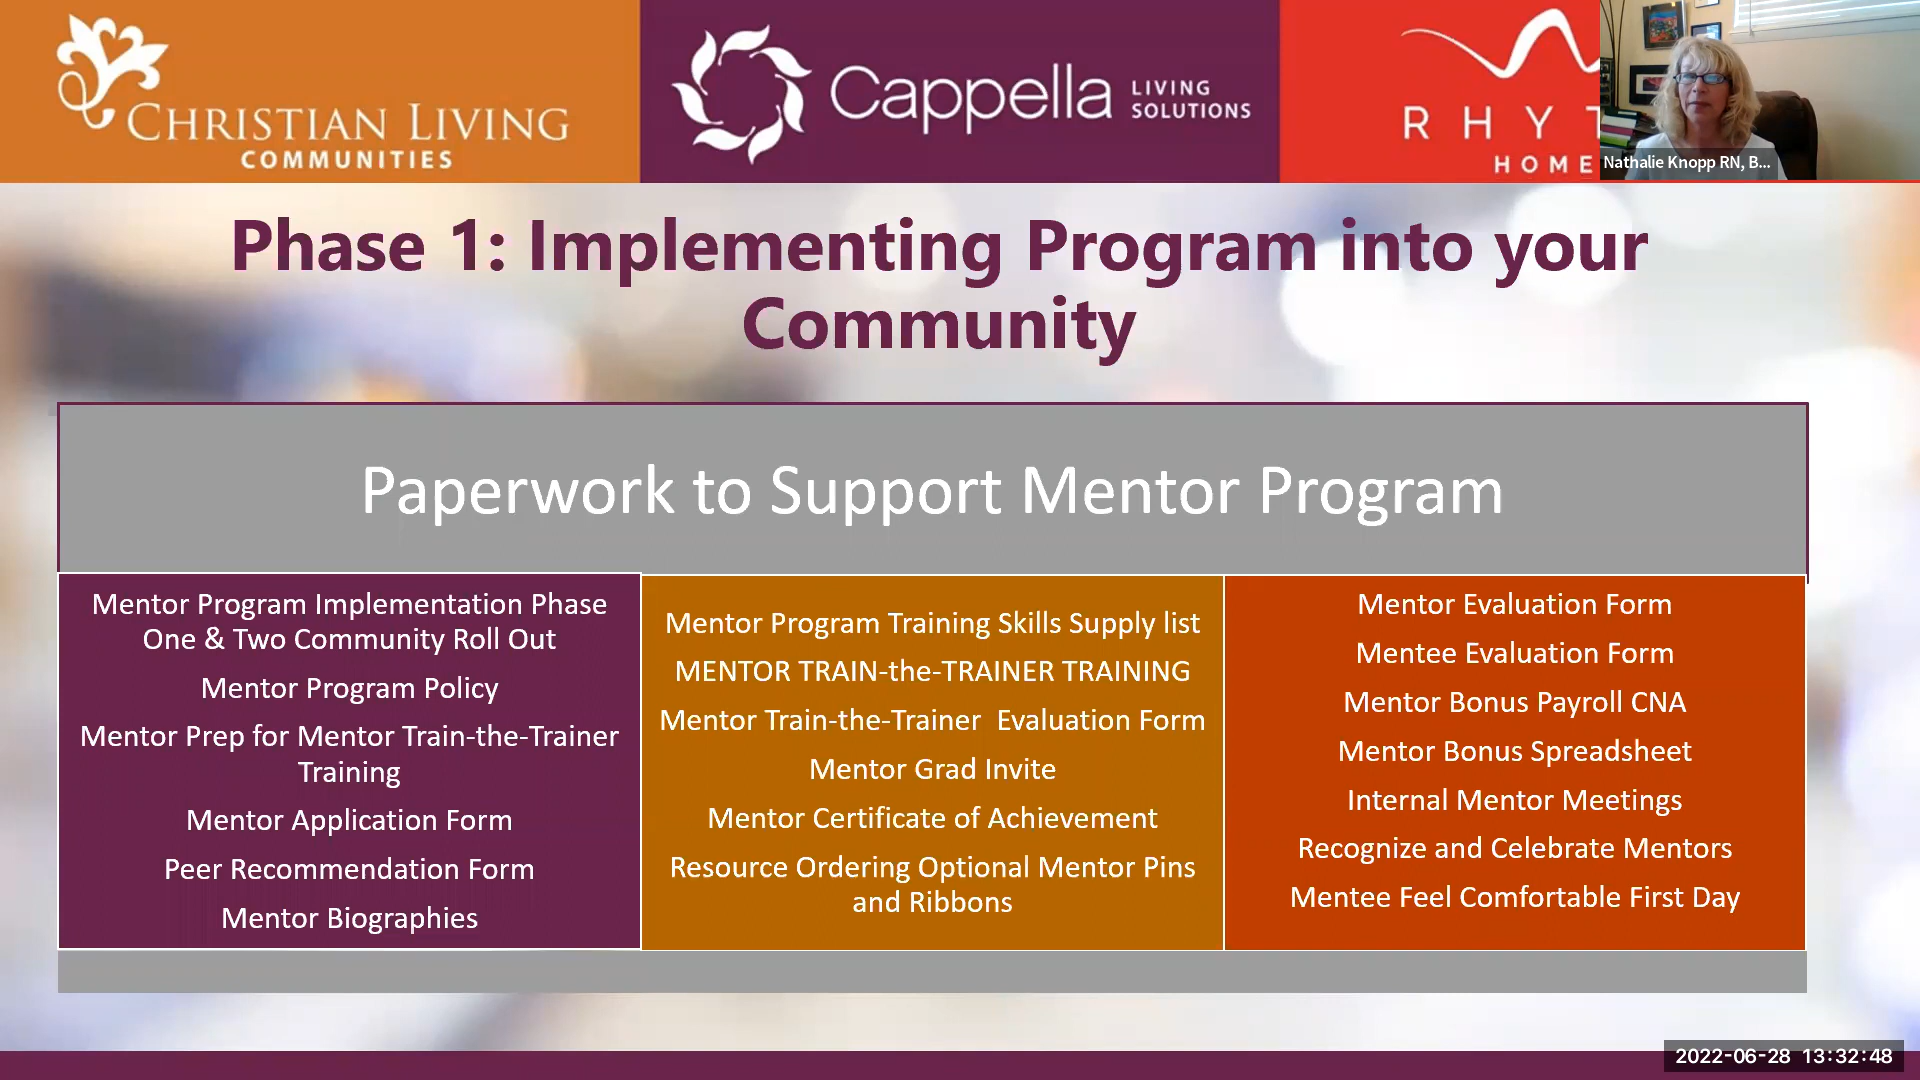 CHRISTIAN LIVING
COMMUNITIES
Cappella LIVING SOLUTIONS
HOME
Nathalie Knopp RN, B...
Phase 1: Implementing Program into your
Community
Paperwork to Support Mentor Program
Mentor Program Implementation Phase
One & Two Community Roll Out
Mentor Program Policy
Mentor Prep for Mentor Train-the-Trainer
Training
Mentor Application Form
Peer Recommendation Form
Mentor Biographies
Mentor Program Training Skills Supply list
MENTOR TRAIN-the-TRAINER TRAINING
Mentor Train-the-Trainer Evaluation Form
Mentor Grad Invite
Mentor Certificate of Achievement
Resource Ordering Optional Mentor Pins
and Ribbons
Mentor Evaluation Form
Mentee Evaluation Form
Mentor Bonus Payroll CNA
Mentor Bonus Spreadsheet
Internal Mentor Meetings
Recognize and Celebrate Mentors
Mentee Feel Comfortable First Day
2022-06-28 13:32:48